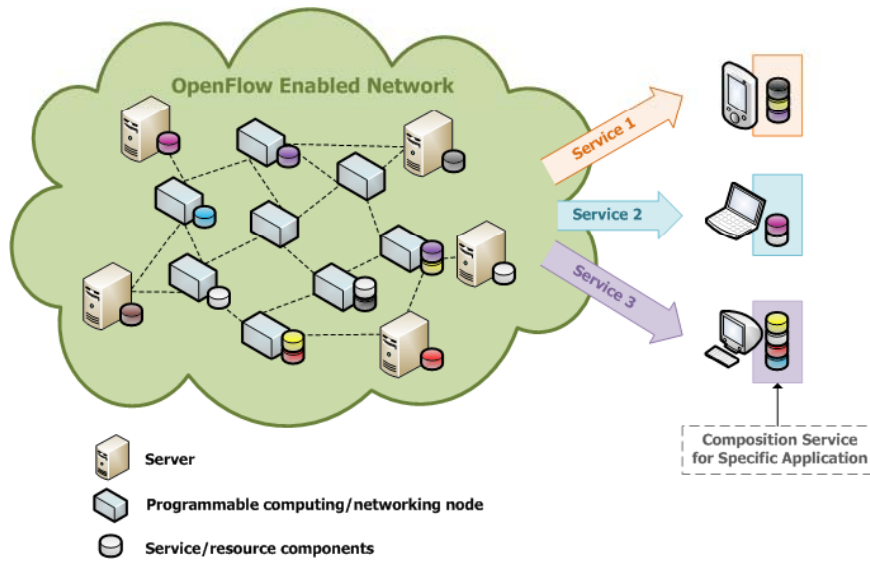 OpenFlow Enabled Network
Service 1
Service 2
Service 3
Composition Service
for Specific Application
Server
Programmable computing/networking node
Service/resource components